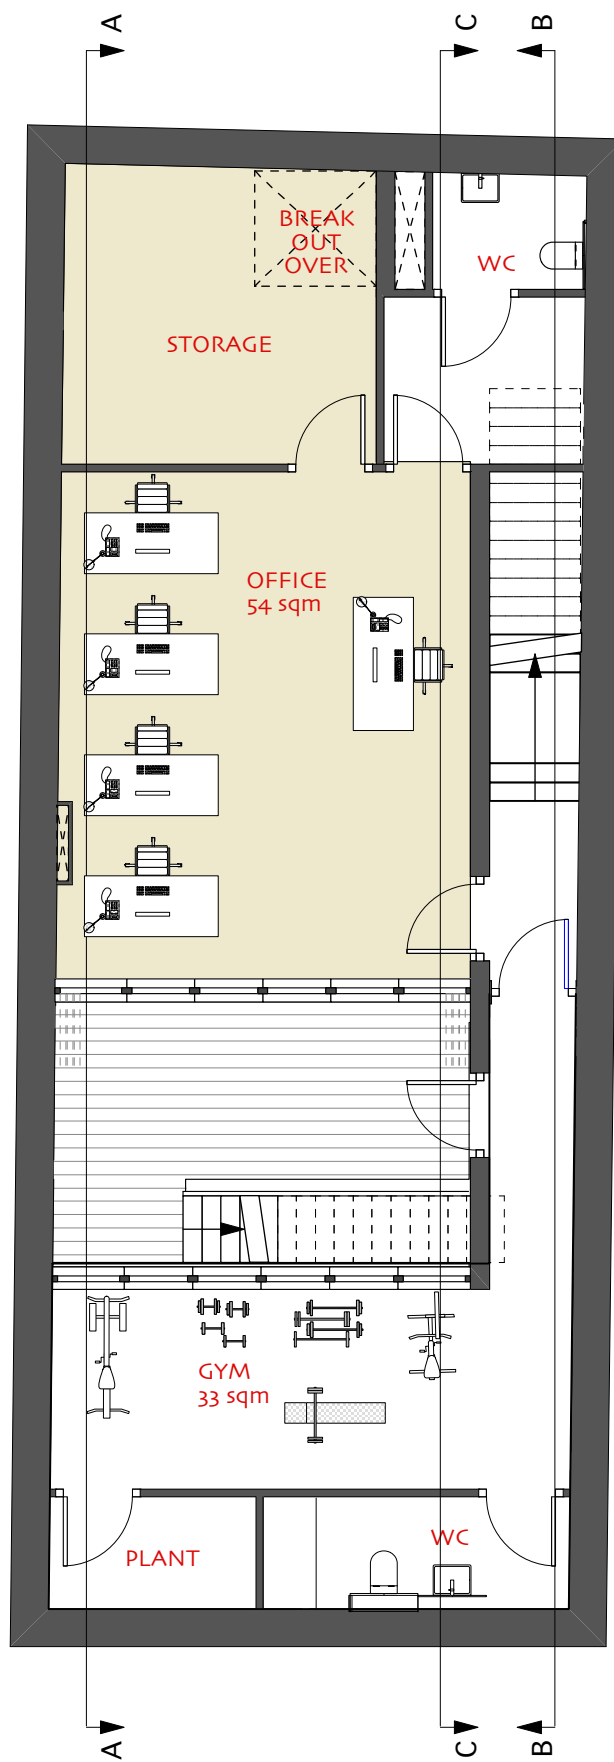 A
C
B
BREAK
OUT
OVER
WC
STORAGE
OFFICE
54 sqm
GYM
33 sqm
PLANT
WC
A
C
B